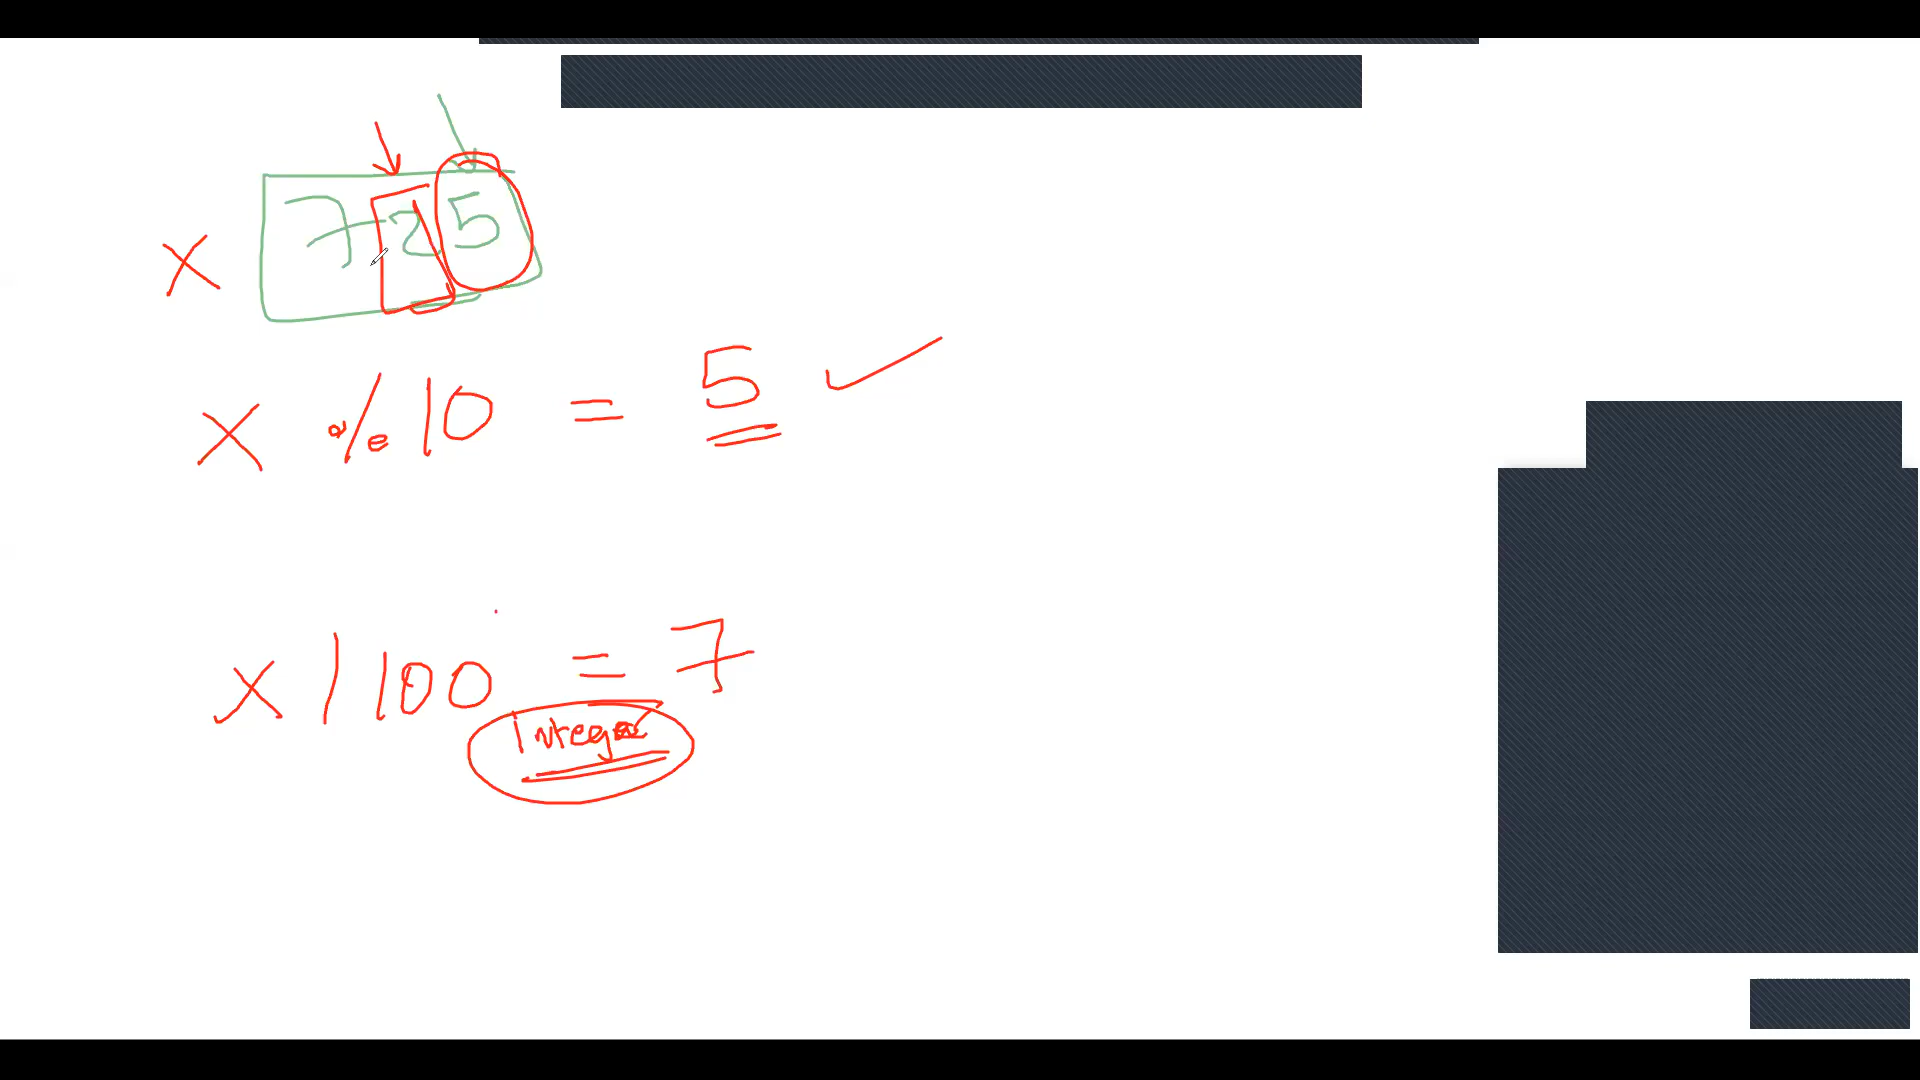 x 725
x % 10 = 5
x / 100 = 7
Integer